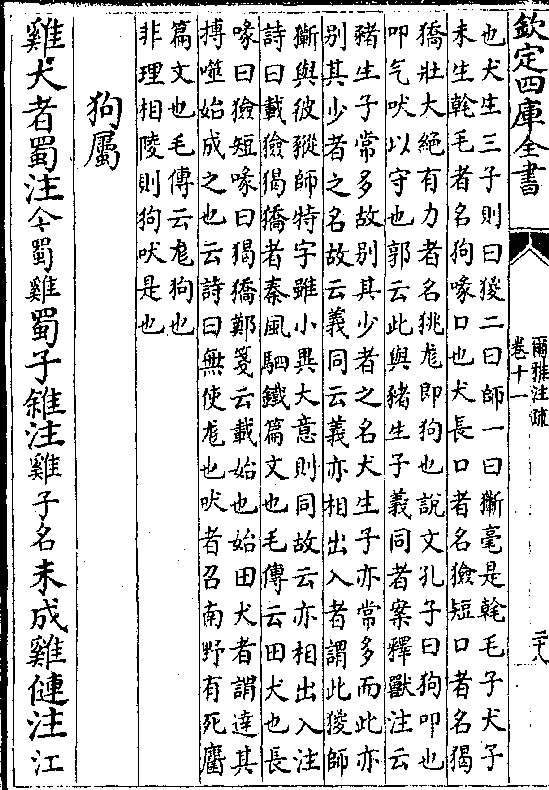 欽定四庫全書
爾雅注疏
卷十一
二十八
也犬生三子則曰猣二曰師一曰獑毫是毨毛子犬子
未生毨毛者名狗喙口也犬長口者名獫短口者名猲
獢壯大絶有力者名狣尨即狗也說文孔子曰狗叩也
叩气吠以守也郭云此與豬生子義同者案釋獸注云
豬生子常多故别其少者之名犬生子亦常多而此亦
别其少者之名故云義同云義亦相出入者謂此猣師
獑與彼豵師特字雖小異大意則同故云亦相出入注
詩曰載獫猲獢者秦風駟鐵篇文也毛傳云田犬也長
喙曰獫短喙曰猲獢鄭箋云載始也始田犬者謂達其
搏噬始成之也云詩曰無使尨也吠者召南野有死麕
篇文也毛傳云尨狗也
非理相陵則狗吠是也
狗屬
雞大者蜀注今蜀雞蜀子雓注雞子名未成雞僆注江